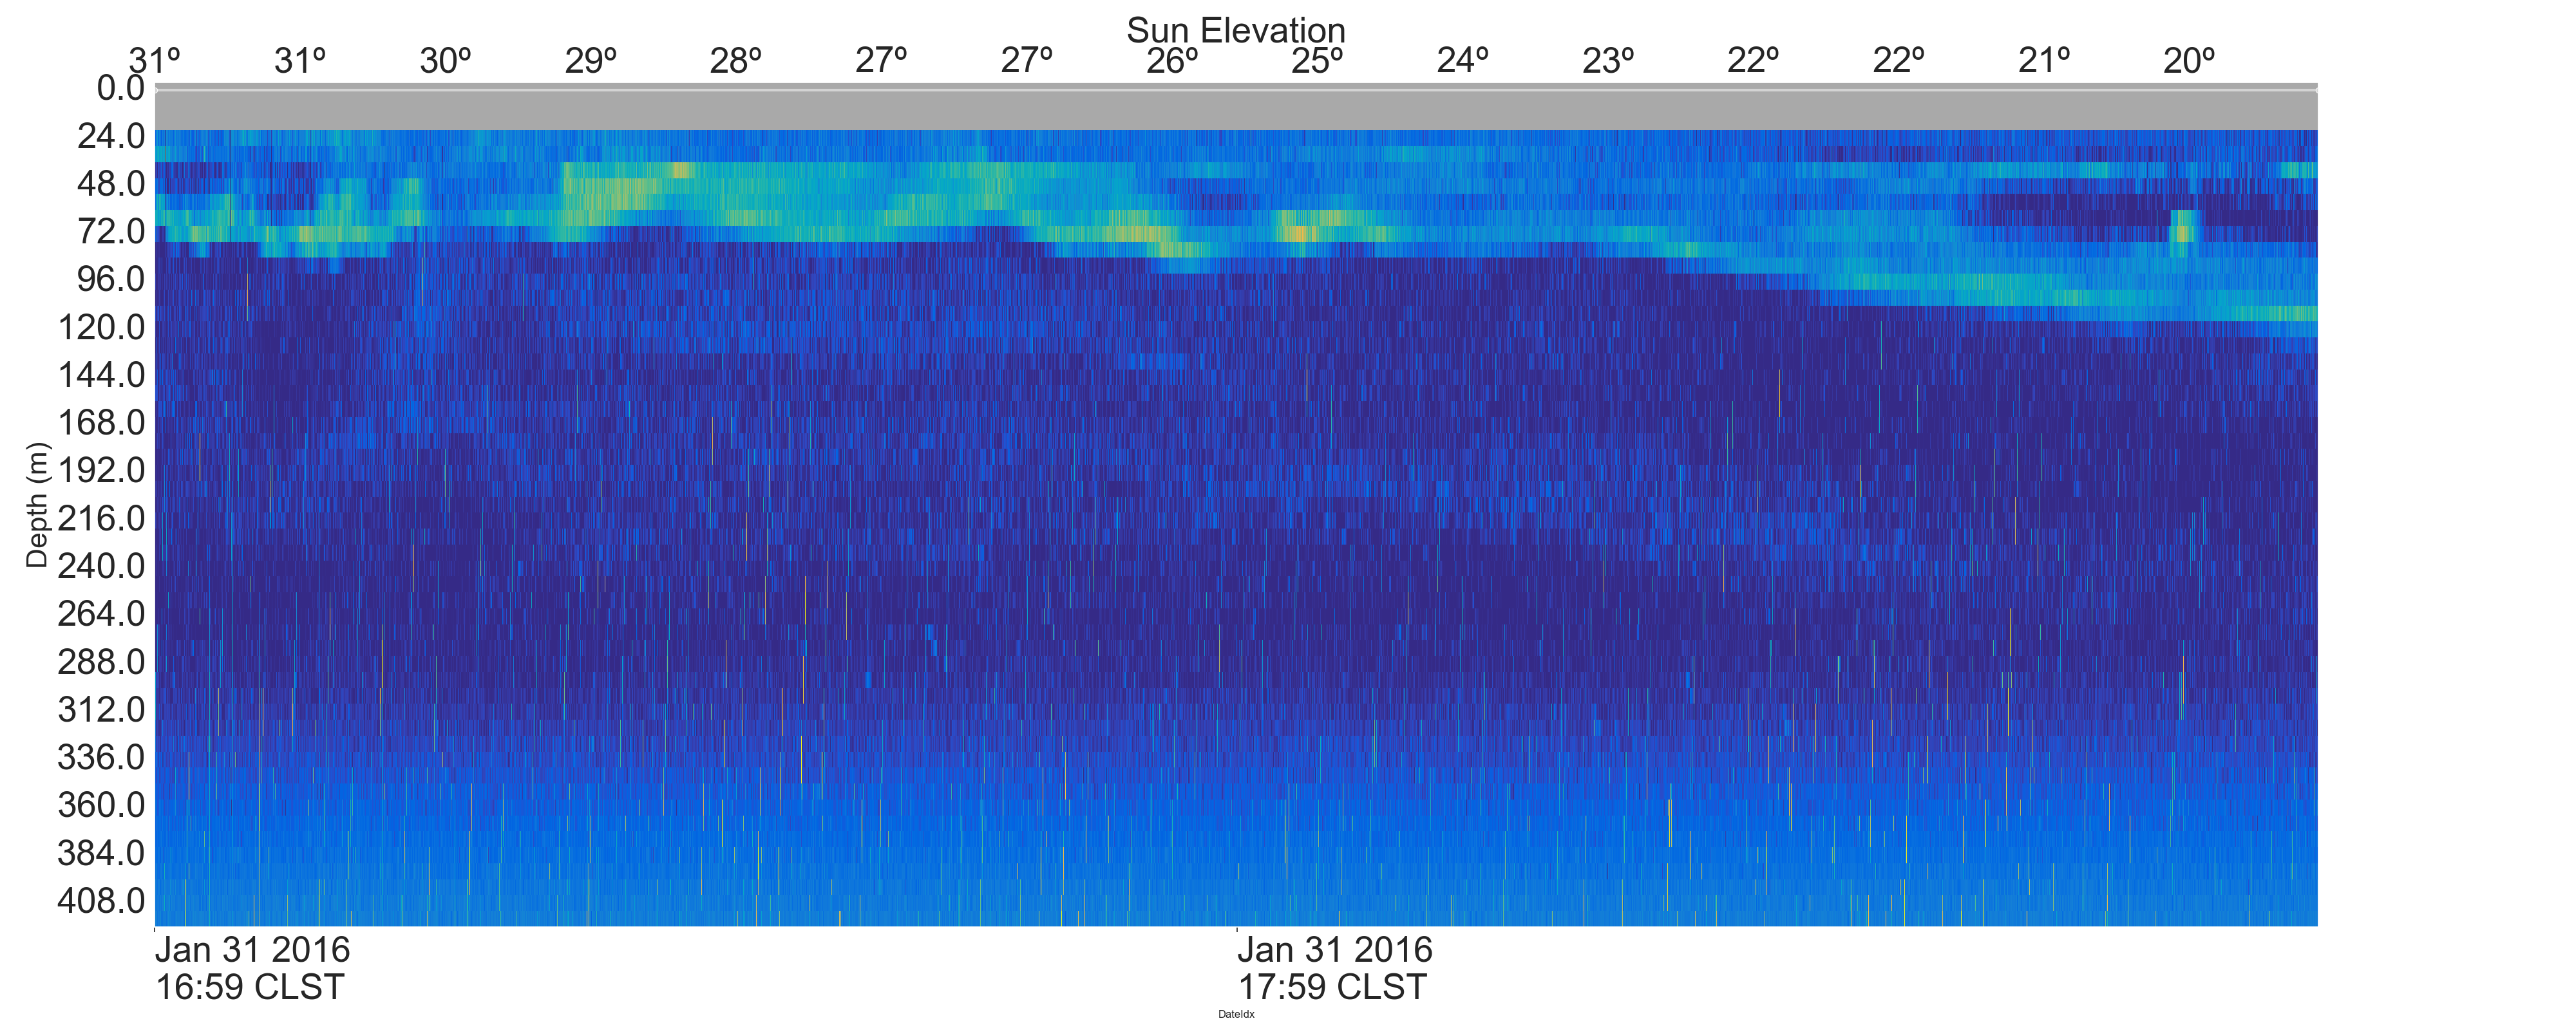 Sun Elevation
31º 31º 30º 29º 28º 27º 27º 26º 25º 24º 23º 22º 22º 21º 20º
0.0
24.0
48.0
72.0
96.0
120.0
144.0
168.0
192.0
216.0
240.0
264.0
288.0
312.0
336.0
360.0
384.0
408.0
Depth (m)
Jan 31 2016
16:59 CLST
Jan 31 2016
17:59 CLST
DateIdx